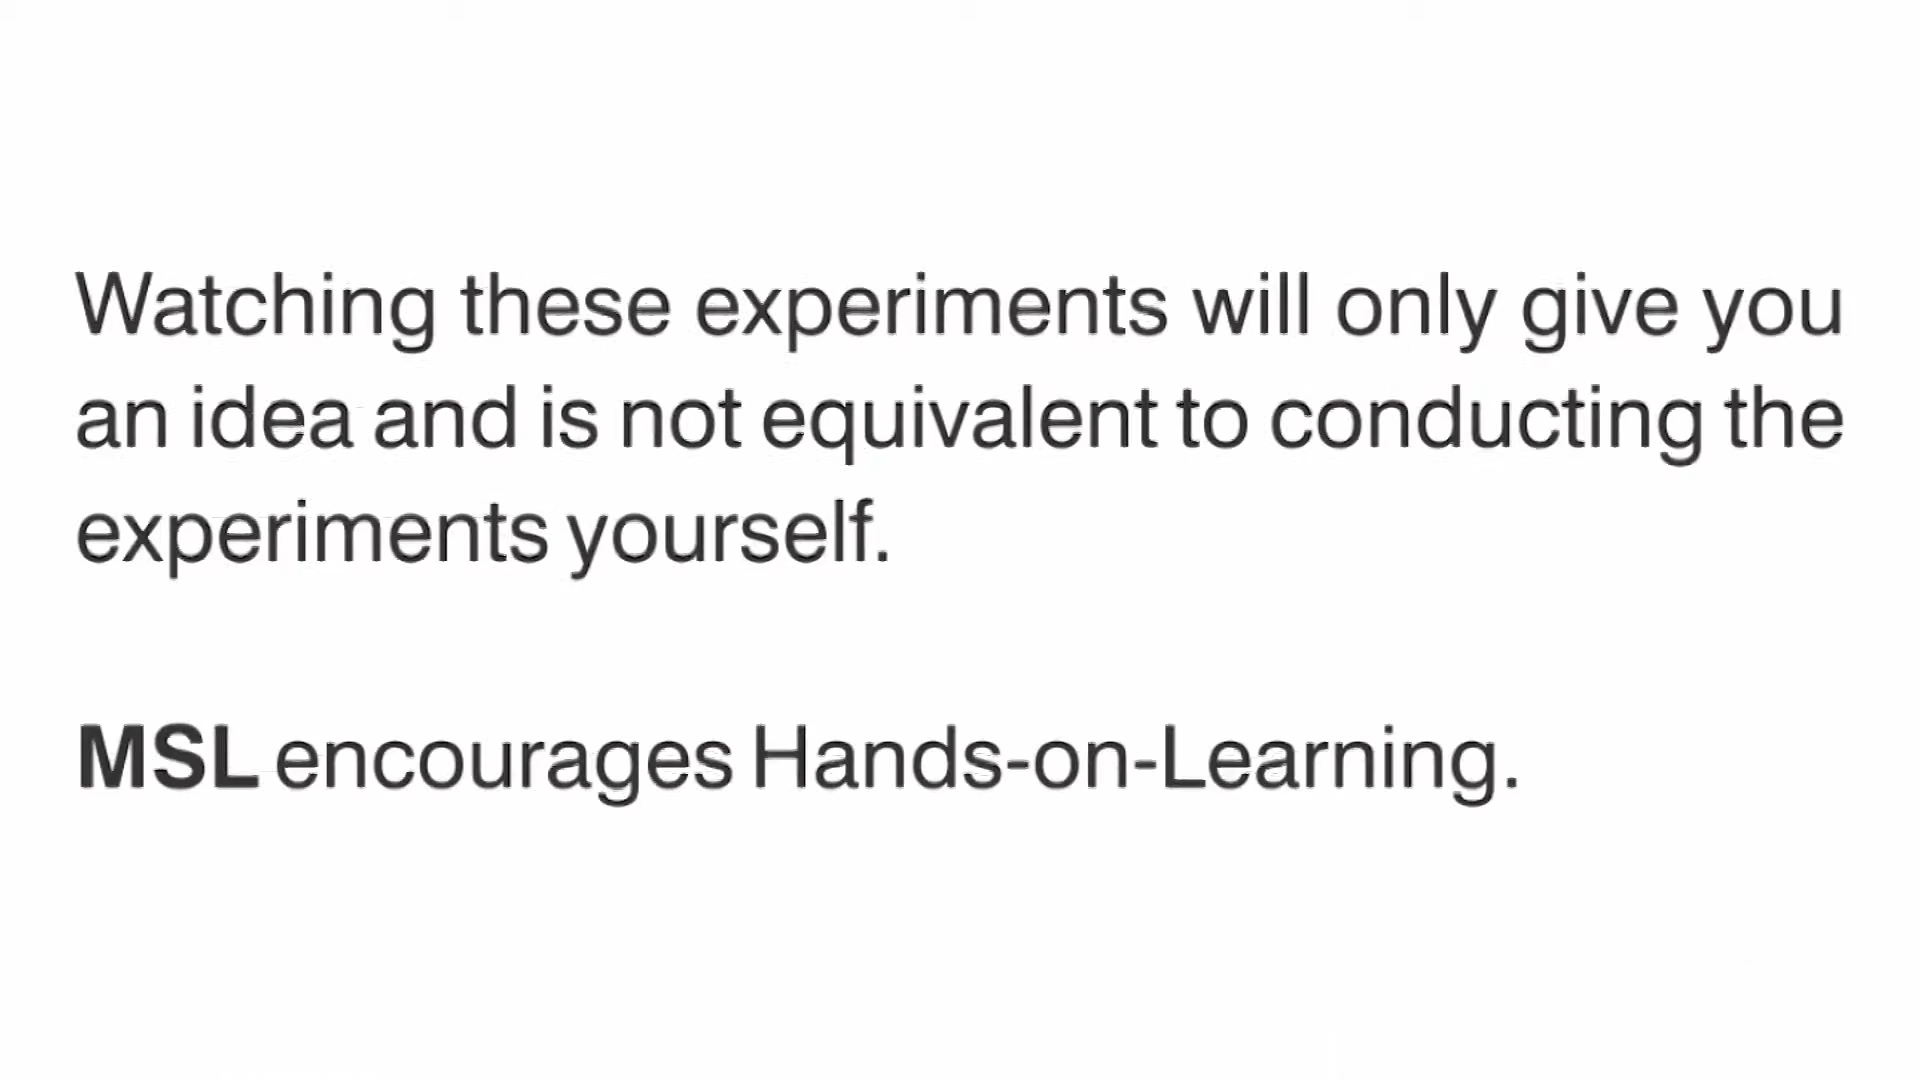 Watching these experiments will only give you
an idea and is not equivalent to conducting the
experiments yourself.
MSL encourages Hands-on-Learning.